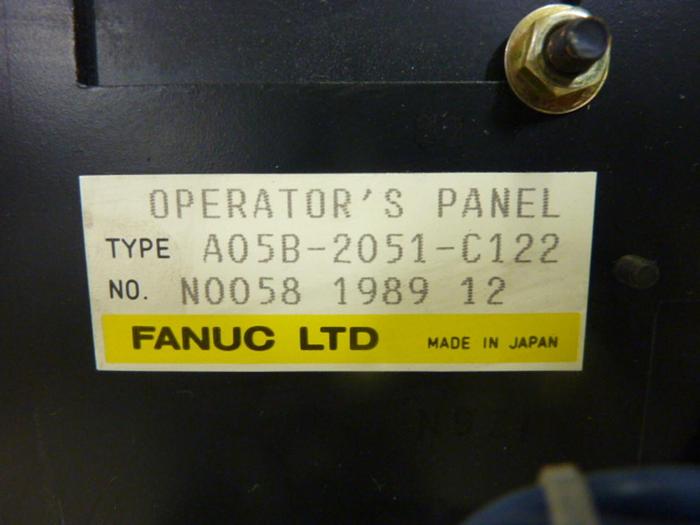 OPERATOR'S PANEL
TYPE A05B-2051-C122
NO. N0058 1989 12
FANUC LTD MADE IN JAPAN